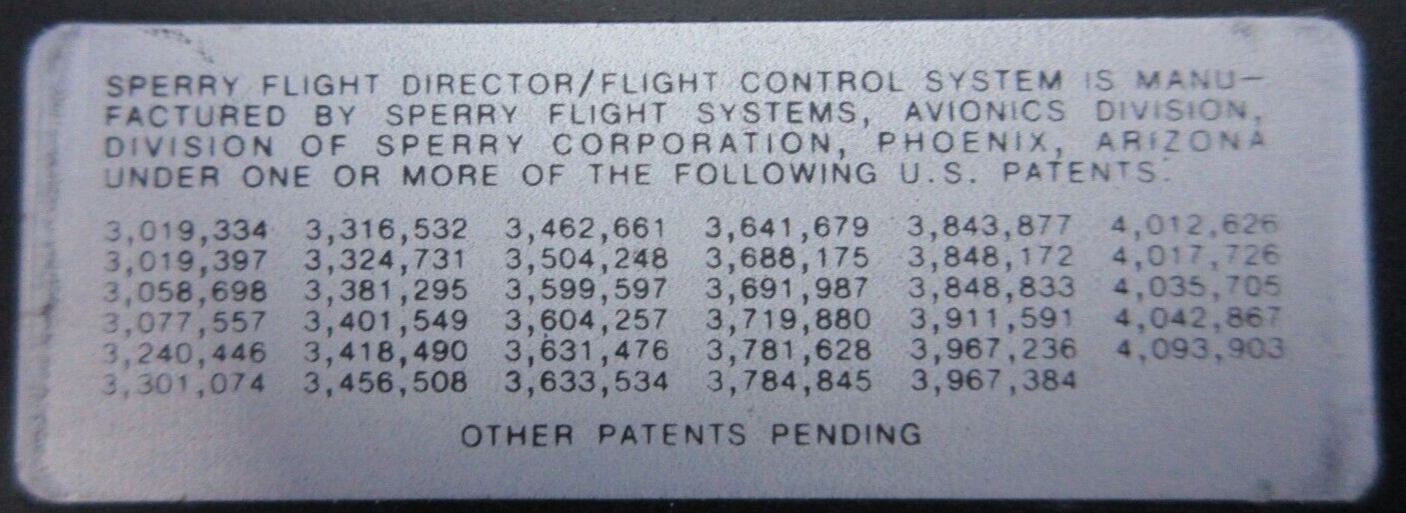 SPERRY FLIGHT DIRECTOR/FLIGHT CONTROL SYSTEM IS MANU-
FACTURED BY SPERRY FLIGHT SYSTEMS, AVIONICS DIVISION,
DIVISION OF SPERRY CORPORATION, PHOENIX, ARIZONA
UNDER ONE OR MORE OF THE FOLLOWING U.S. PATENTS:
3,019,334 3,316,532 3,462,661 3,641,679 3,843,877 4,012,626
3,019,397 3,324,731 3,504,248 3,688,175 3,848,172 4,017,726
3,058,698 3,381,295 3,599,597 3,691,987 3,848,833 4,035,705
3,077,557 3,401,549 3,604,257 3,719,880 3,911,591 4,042,867
3,240,446 3,418,490 3,631,476 3,781,628 3,967,236 4,093,903
3,301,074 3,456,508 3,633,534 3,784,845 3,967,384
OTHER PATENTS PENDING